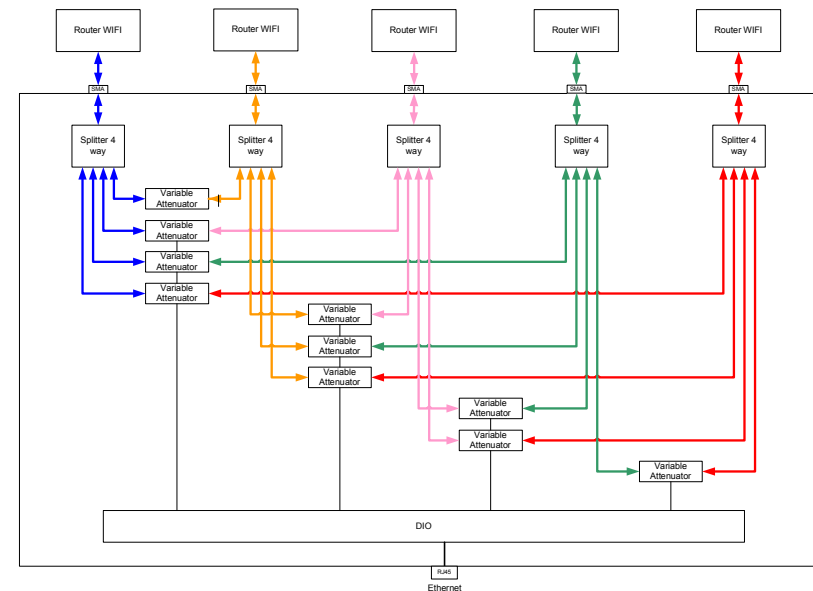 Router WIFI
Router WIFI
Router WIFI
Router WIFI
Router WIFI
SMA
SMA
SMA
SMA
SMA
Splitter 4
way
Splitter 4
way
Splitter 4
way
Splitter 4
way
Splitter 4
way
Variable
Attenuator
Variable
Attenuator
Variable
Attenuator
Variable
Attenuator
Variable
Attenuator
Variable
Attenuator
Variable
Attenuator
Variable
Attenuator
Variable
Attenuator
Variable
Attenuator
DIO
RJ45
Ethernet